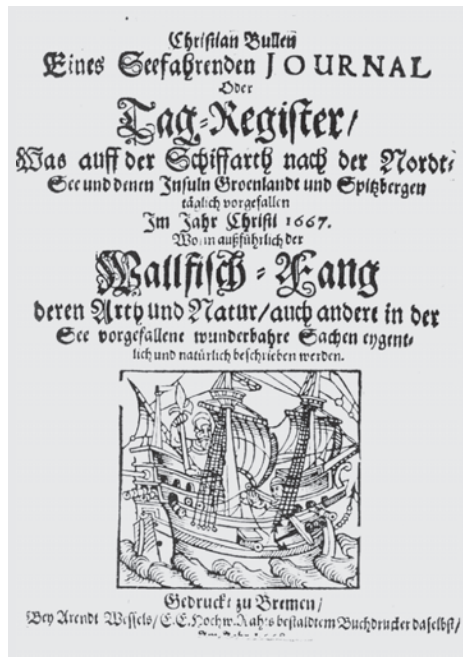 Christian Bullen
Eines Seefahrenden JOURNAL
Oder
Tag-Register/
Was auff der Schiffarth nach der Nordt-
See und denen Insuln Groenlandt und Spitzbergen
täglich vorgefallen
Im Jahr Christi 1667.
Worin außführlich der
Wallfisch-Fang
deren Arth und Natur/auch andere in der
See vorgefallene wunderbahre Sachen eygent-
lich und natürlich beschrieben werden.
Gedruckt zu Bremen/
Bey Arendt Wessels/E.E.Hochw.Rahts bestaldtem Buchdrucker daselbst/